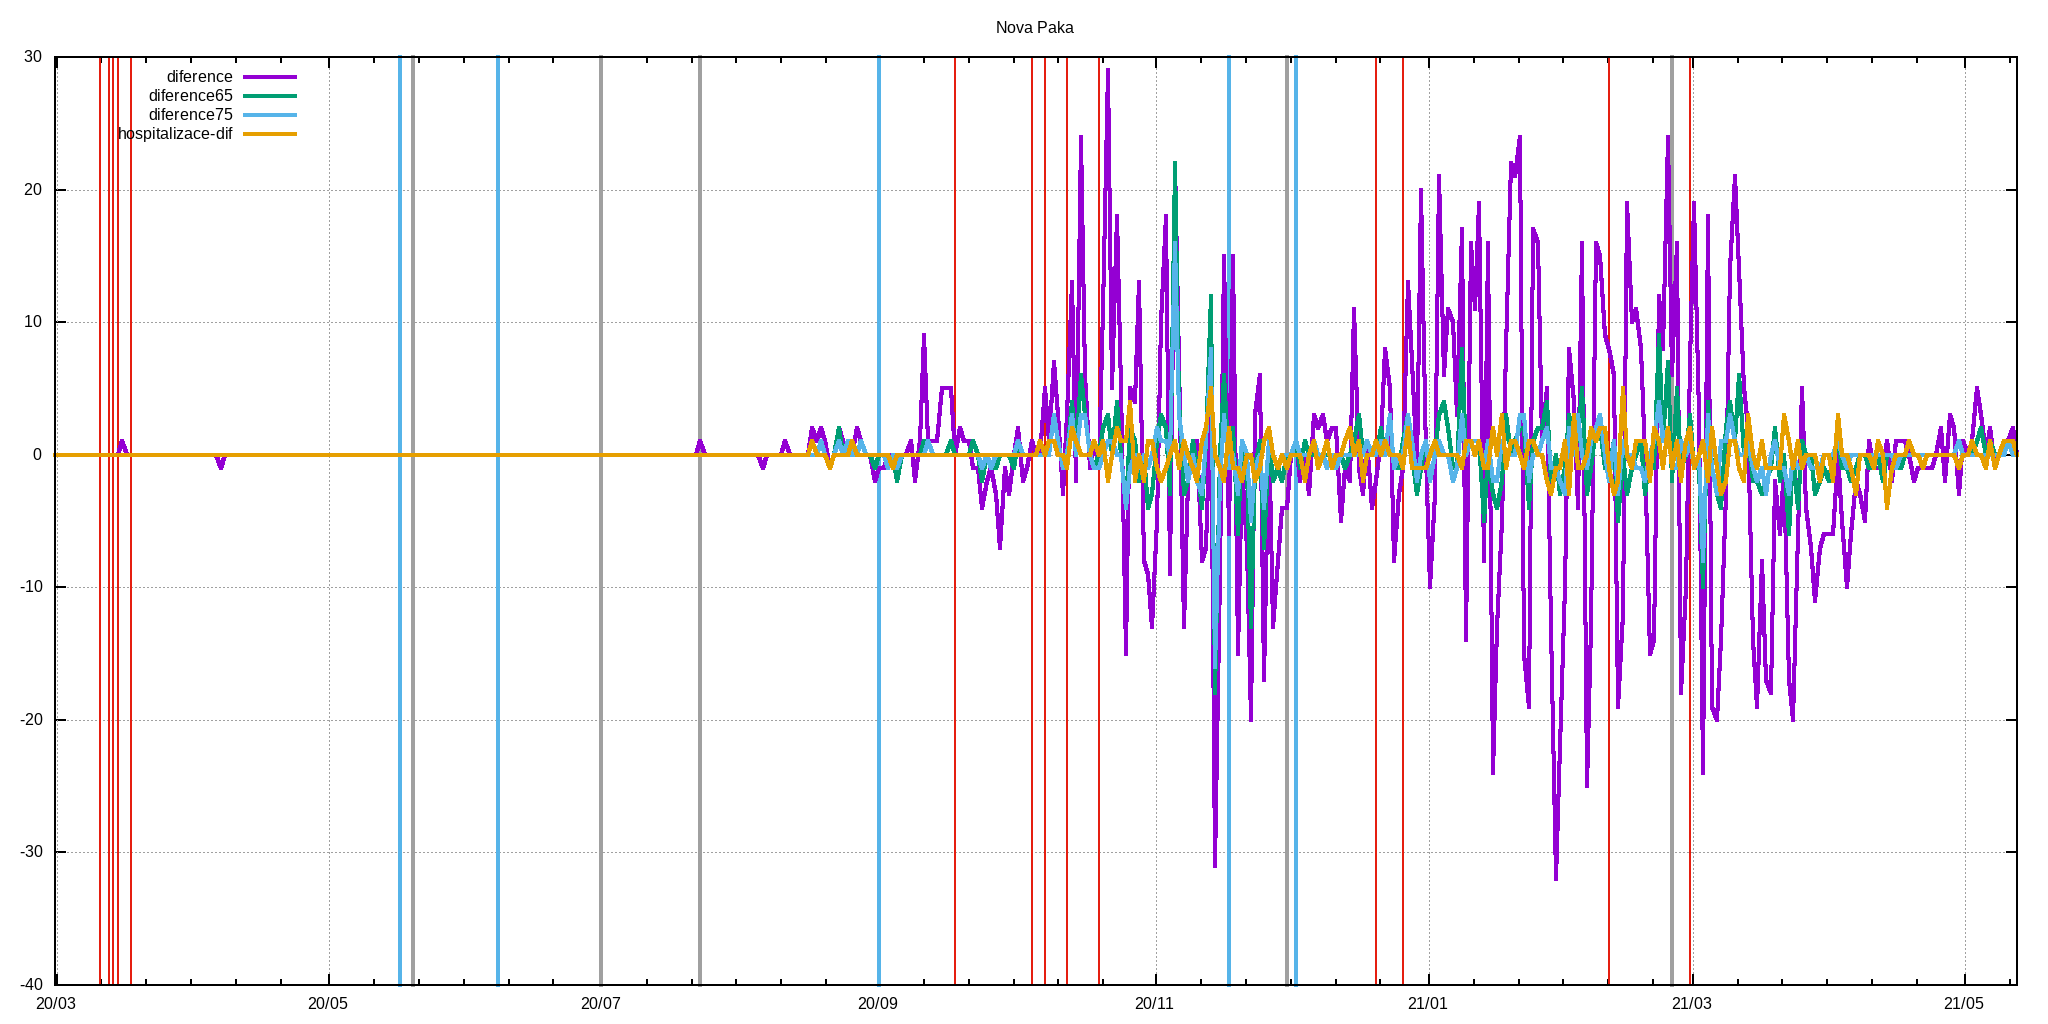 Nova Paka
30
diference
diference65
diference75
hospitalizace-dif
20
10
0
-10
-20
-30
-40
20/03 20/05 20/07 20/09 20/11 21/01 21/03 21/05